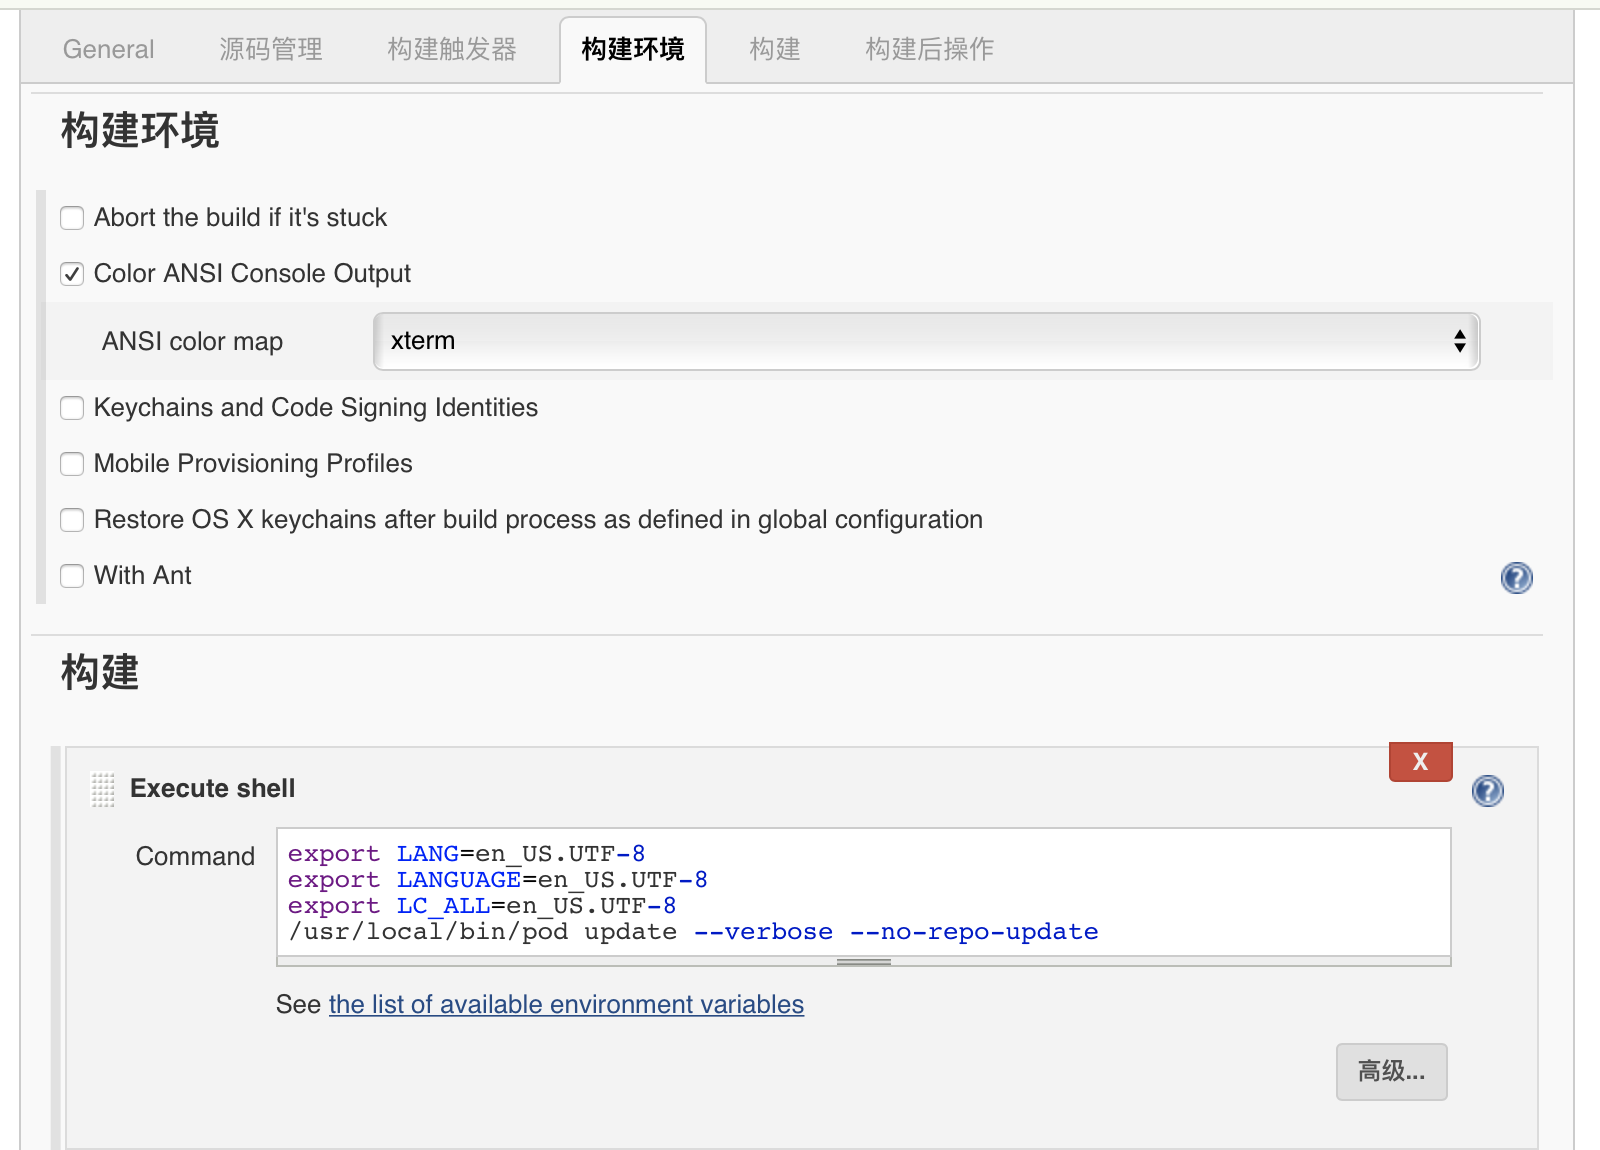 General 源码管理 构建触发器 构建环境 构建 构建后操作
构建环境
Abort the build if it's stuck
Color ANSI Console Output
ANSI color map xterm
Keychains and Code Signing Identities
Mobile Provisioning Profiles
Restore OS X keychains after build process as defined in global configuration
With Ant
构建
X
Execute shell
Command
export LANG=en_US.UTF-8
export LANGUAGE=en_US.UTF-8
export LC_ALL=en_US.UTF-8
/usr/local/bin/pod update --verbose --no-repo-update
See the list of available environment variables
高级...